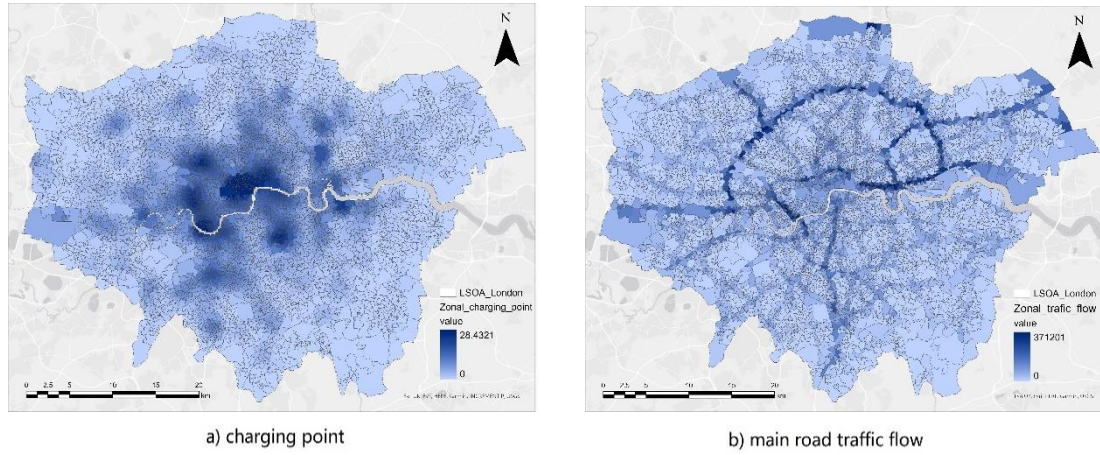 N
LSOA_London
Zonal_charging_point
value
28.4321
0
0 2.5 5 10 15 20
km
a) charging point
N
LSOA_London
Zonal_trafic_flow
value
371201
0
0 2.5 5 10 15 20
km
b) main road traffic flow